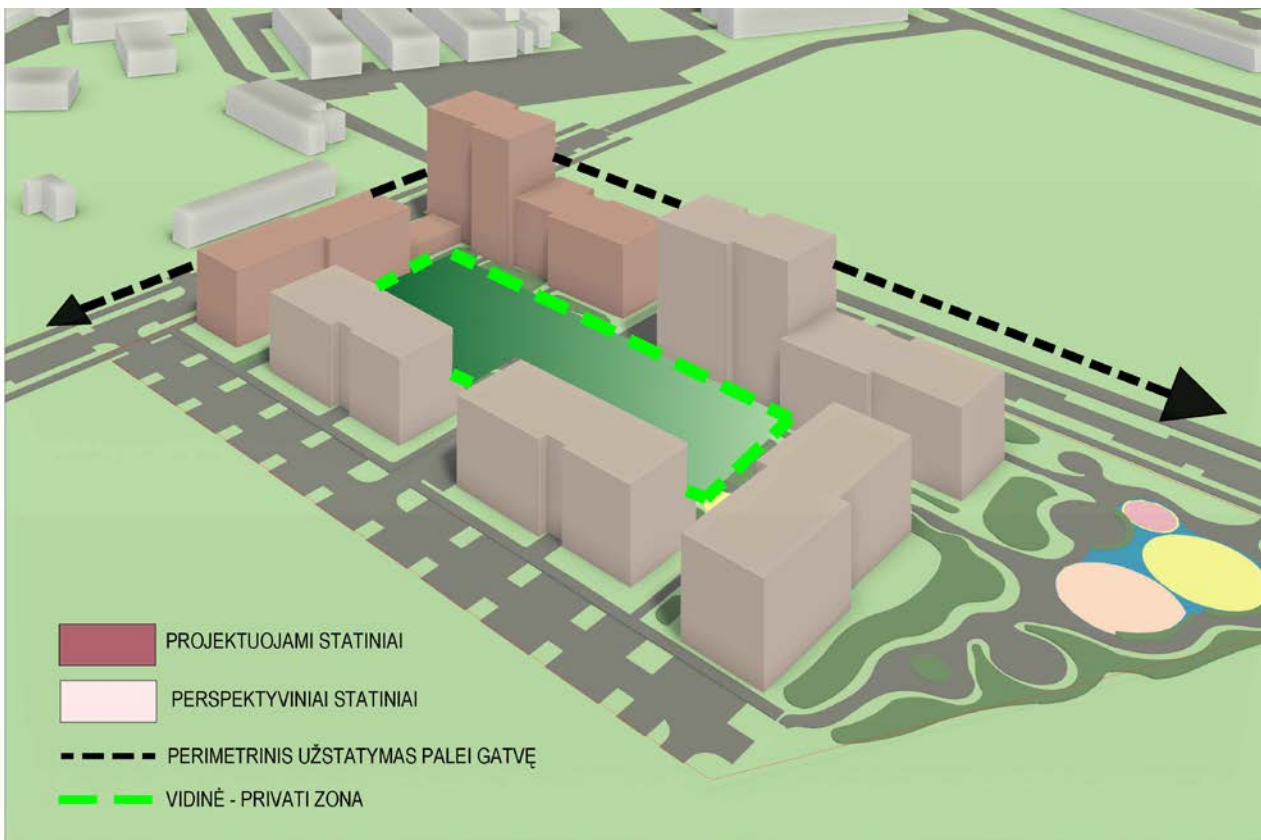 PROJEKTUOJAMI STATINIAI
PERSPEKTYVINIAI STATINIAI
PERIMETRINIS UŽSTATYMAS PALEI GATVĘ
VIDINĖ - PRIVATI ZONA